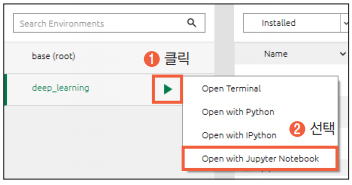 Search Environments
Installed
base (root)
❶ 클릭
Name
deep_learning
Open Terminal
Open with Python
Open with IPython
❷ 선택
Open with Jupyter Notebook